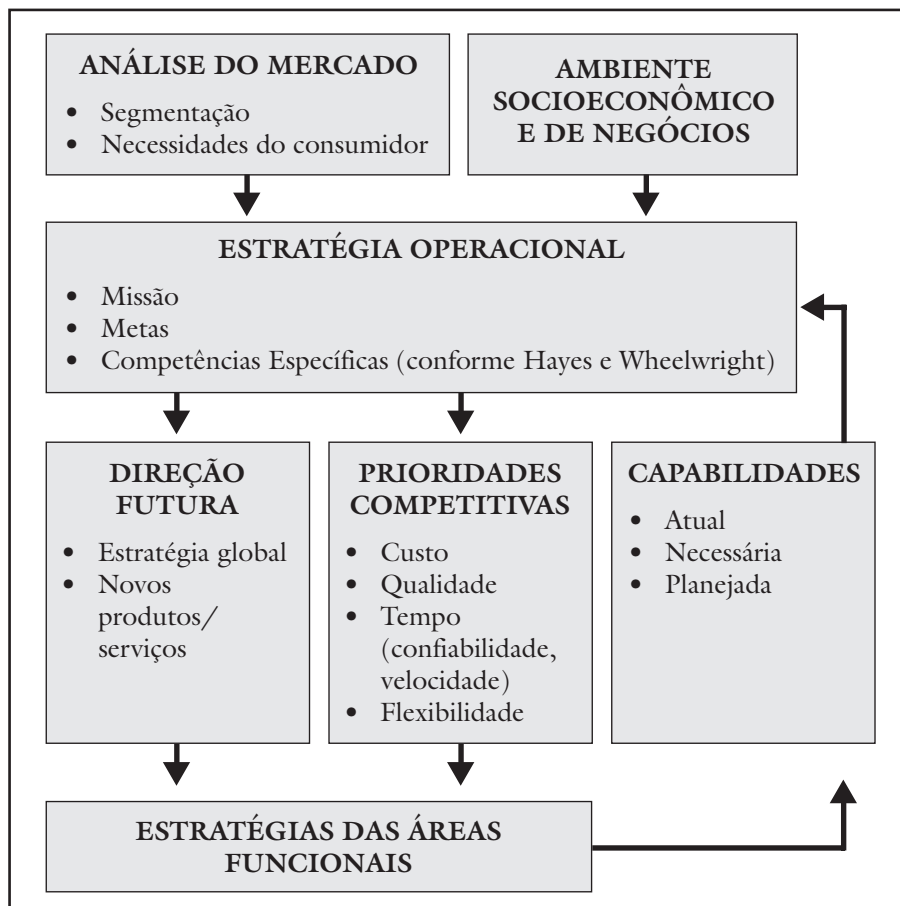 ANÁLISE DO MERCADO
• Segmentação
• Necessidades do consumidor
AMBIENTE
SOCIOECONÔMICO
E DE NEGÓCIOS
ESTRATÉGIA OPERACIONAL
• Missão
• Metas
• Competências Específicas (conforme Hayes e Wheelwright)
DIREÇÃO
FUTURA
• Estratégia global
• Novos
produtos/
serviços
PRIORIDADES
COMPETITIVAS
• Custo
• Qualidade
• Tempo
(confiabilidade,
velocidade)
• Flexibilidade
CAPABILIDADES
• Atual
• Necessária
• Planejada
ESTRATÉGIAS DAS ÁREAS
FUNCIONAIS